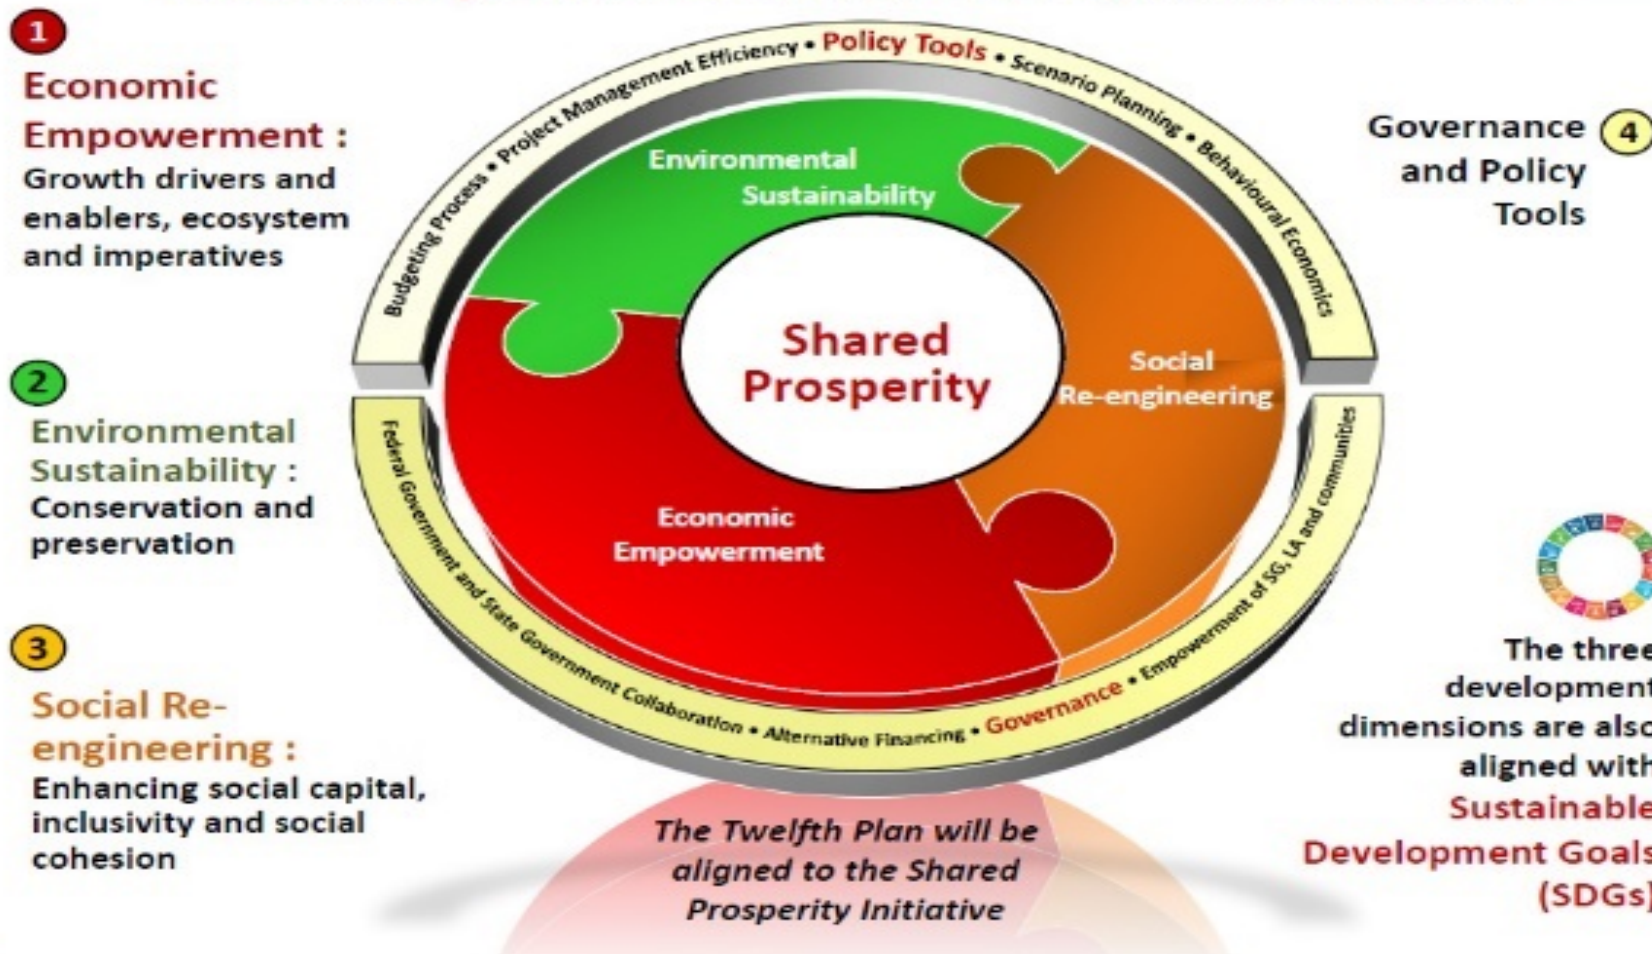 1
Economic
Empowerment :
Growth drivers and
enablers, ecosystem
and imperatives
2
Environmental
Sustainability :
Conservation and
preservation
3
Social Re-
engineering :
Enhancing social capital,
inclusivity and social
cohesion
Budgeting Process • Project Management Efficiency • Policy Tools • Scenario Planning • Behavioural Economics
Environmental
Sustainability
Shared
Prosperity
Social
Re-engineering
Economic
Empowerment
Federal Government and State Government Collaboration • Alternative Financing • Governance • Empowerment of SG, LA and communities
The Twelfth Plan will be
aligned to the Shared
Prosperity Initiative
Governance
and Policy
Tools
4
The three
development
dimensions are also
aligned with
Sustainable
Development Goals
(SDGs)